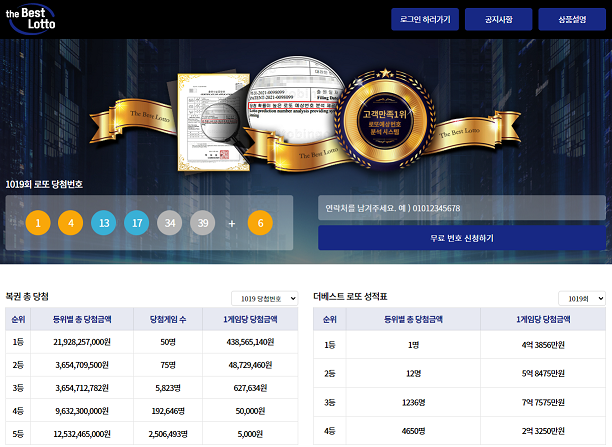 the Best
Lotto
로그인 하러가기
공지사항
상품설명
The Best Lotto
고객만족1위
로또예상번호
분석 시스템
The Best Lotto
The Best Lotto
1019회 로또 당첨번호
1 4 13 17 34 39 + 6
연락처를 남겨주세요. 예 ) 01012345678
무료 번호 신청하기
복권 총 당첨
1019 당첨번호
순위 등위별 총 당첨금액 당첨게임 수 1게임당 당첨금액
1등 21,928,257,000원 50명 438,565,140원
2등 3,654,709,500원 75명 48,729,460원
3등 3,654,712,782원 5,823명 627,634원
4등 9,632,300,000원 192,646명 50,000원
5등 12,532,465,000원 2,506,493명 5,000원
더베스트 로또 성적표
1019회
순위 등위별 총 당첨금액 1게임당 당첨금액
1등 1명 4억 3856만원
2등 12명 5억 8475만원
3등 1236명 7억 7575만원
4등 4650명 2억 3250만원